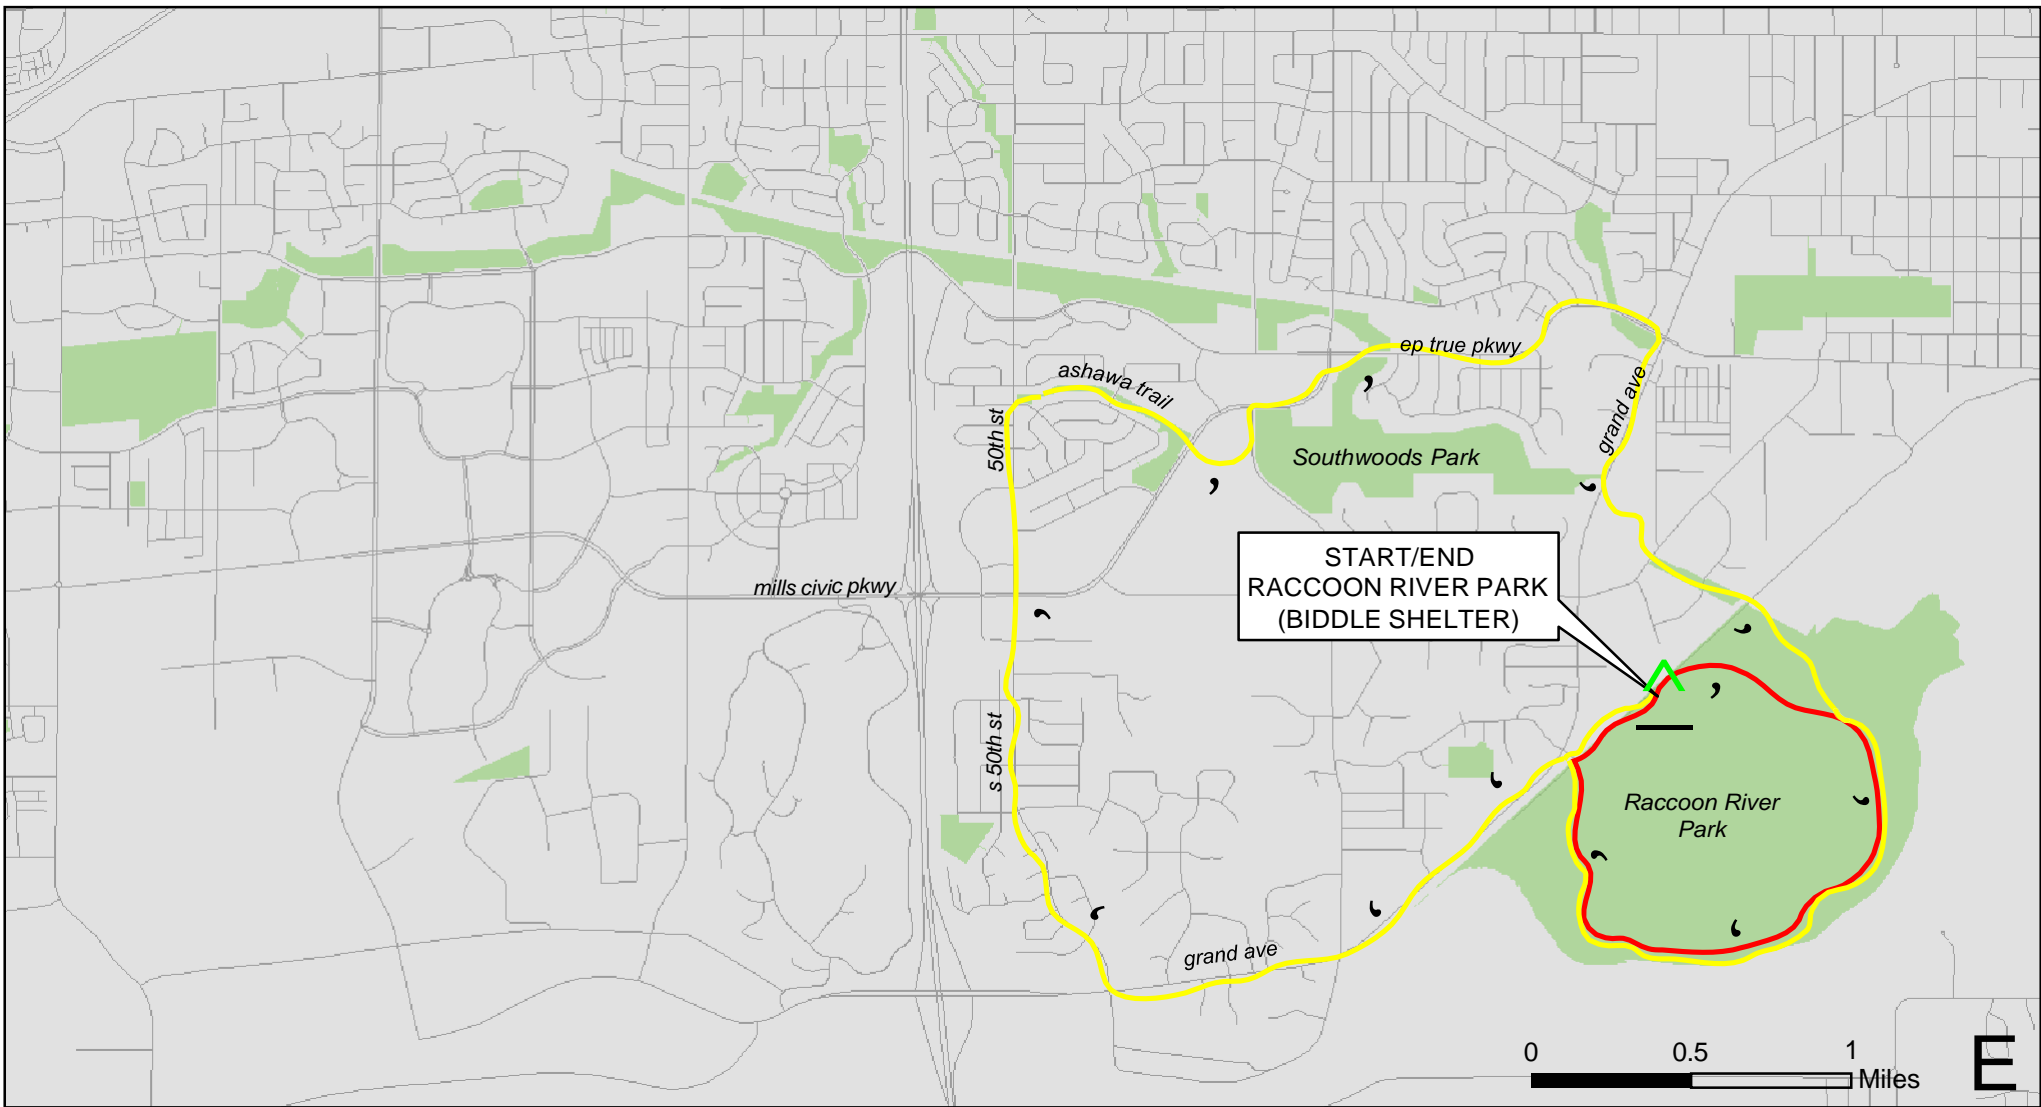 ep true pkwy
ashawa trail
grand ave
50th st
Southwoods Park
START/END
RACCOON RIVER PARK
(BIDDLE SHELTER)
mills civic pkwy
s 50th st
Raccoon River
Park
grand ave
0 0.5 1
Miles
E